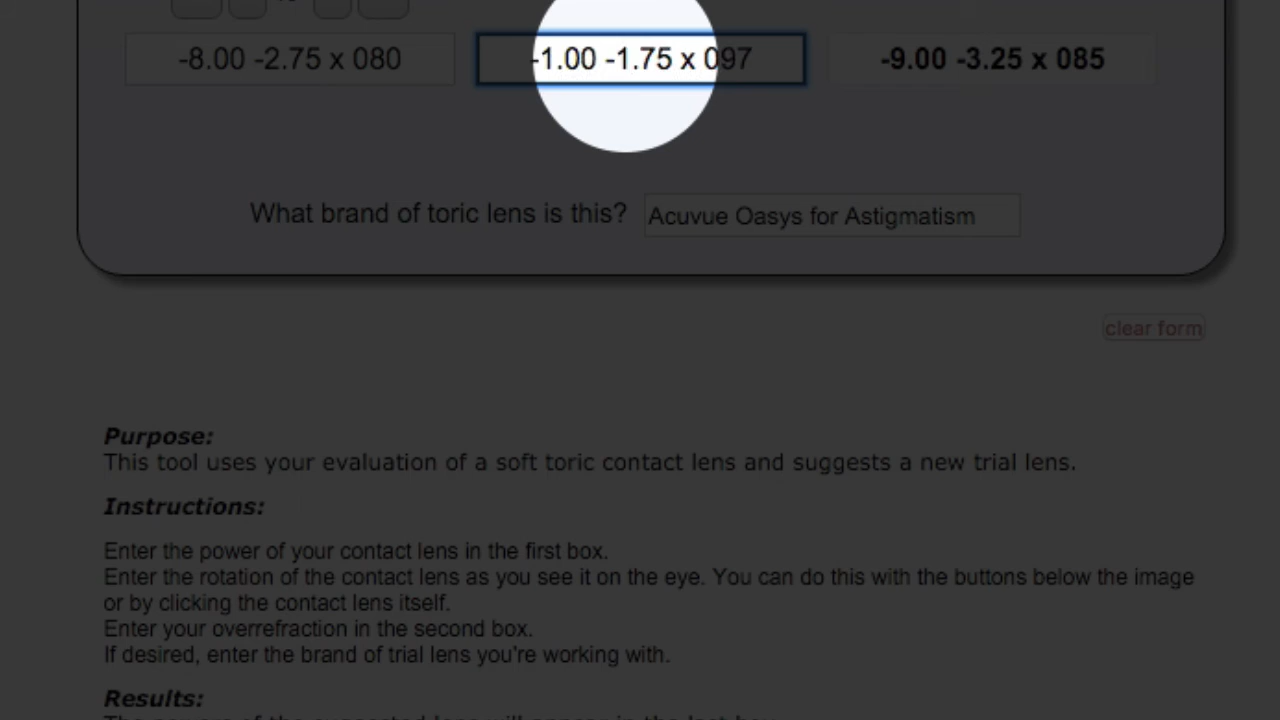 -8.00 -2.75 x 080 -1.00 -1.75 x 097 -9.00 -3.25 x 085
What brand of toric lens is this? Acuvue Oasys for Astigmatism
clear form
Purpose:
This tool uses your evaluation of a soft toric contact lens and suggests a new trial lens.
Instructions:
Enter the power of your contact lens in the first box.
Enter the rotation of the contact lens as you see it on the eye. You can do this with the buttons below the image
or by clicking the contact lens itself.
Enter your overrefraction in the second box.
If desired, enter the brand of trial lens you're working with.
Results: